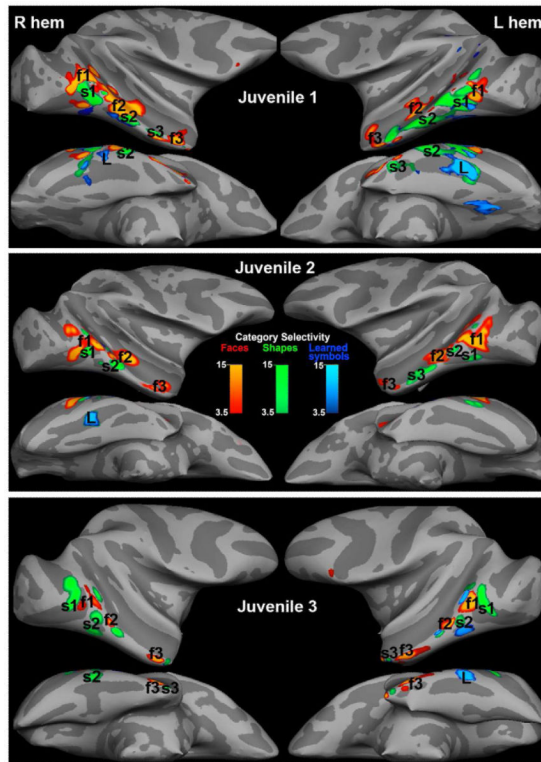 R hem
L hem
Juvenile 1
f1
s1
f2
s2
s3
f3
f1
s1
f2
s2
f3
s2
L
s2
s3
L
Juvenile 2
Category Selectivity
Faces
Shapes
Learned
symbols
15
15
15
3.5
3.5
3.5
f1
s1
f2
s2
f3
f1
s2
s1
f2
s3
f3
L
Juvenile 3
s1
f1
s2
f2
f3
f1
s1
f2
s2
s3
f3
s2
f3
s3
f3
L